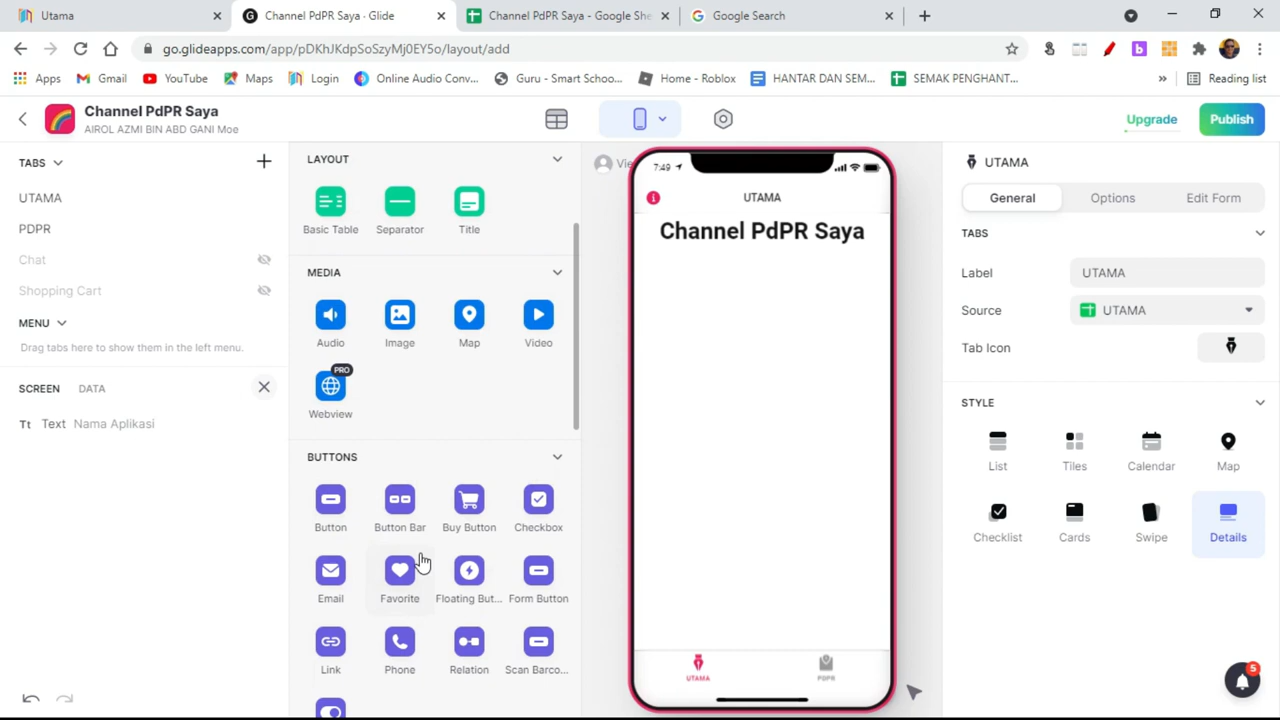 Utama
Channel PdPR Saya · Glide
Channel PdPR Saya - Google She
Google Search
go.glideapps.com/app/pDKhJKdpSoSzyMj0EY5o/layout/add
Apps
Gmail
YouTube
Maps
Login
Online Audio Conv...
Guru - Smart Schoo...
Home - Roblox
HANTAR DAN SEM...
SEMAK PENGHANT...
»
Reading list
Channel PdPR Saya
AIROL AZMI BIN ABD GANI Moe
Upgrade
Publish
TABS
UTAMA
PDPR
Chat
Shopping Cart
MENU
Drag tabs here to show them in the left menu.
SCREEN DATA
Tt Text Nama Aplikasi
LAYOUT
Basic Table
Separator
Title
MEDIA
Audio
Image
Map
Video
PRO
Webview
BUTTONS
Button
Button Bar
Buy Button
Checkbox
Email
Favorite
Floating But...
Form Button
Link
Phone
Relation
Scan Barco...
7:49
UTAMA
Channel PdPR Saya
UTAMA
PDPR
UTAMA
General
Options
Edit Form
TABS
Label
UTAMA
Source
UTAMA
Tab Icon
STYLE
List
Tiles
Calendar
Map
Checklist
Cards
Swipe
Details
5